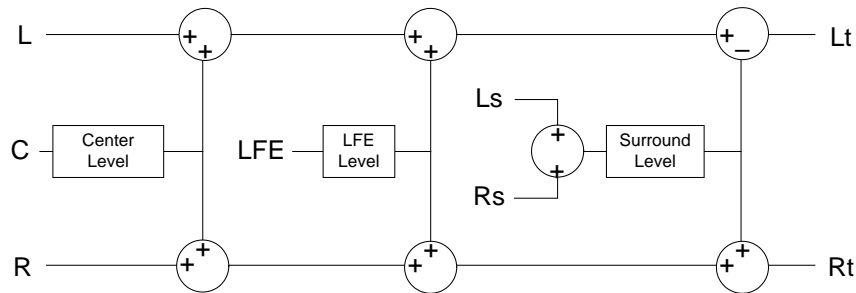 L
+
+
+
+
+
–
Lt
C
Center
Level
LFE
LFE
Level
Ls
+
+
Rs
Surround
Level
R
+
+
+
+
+
+
Rt